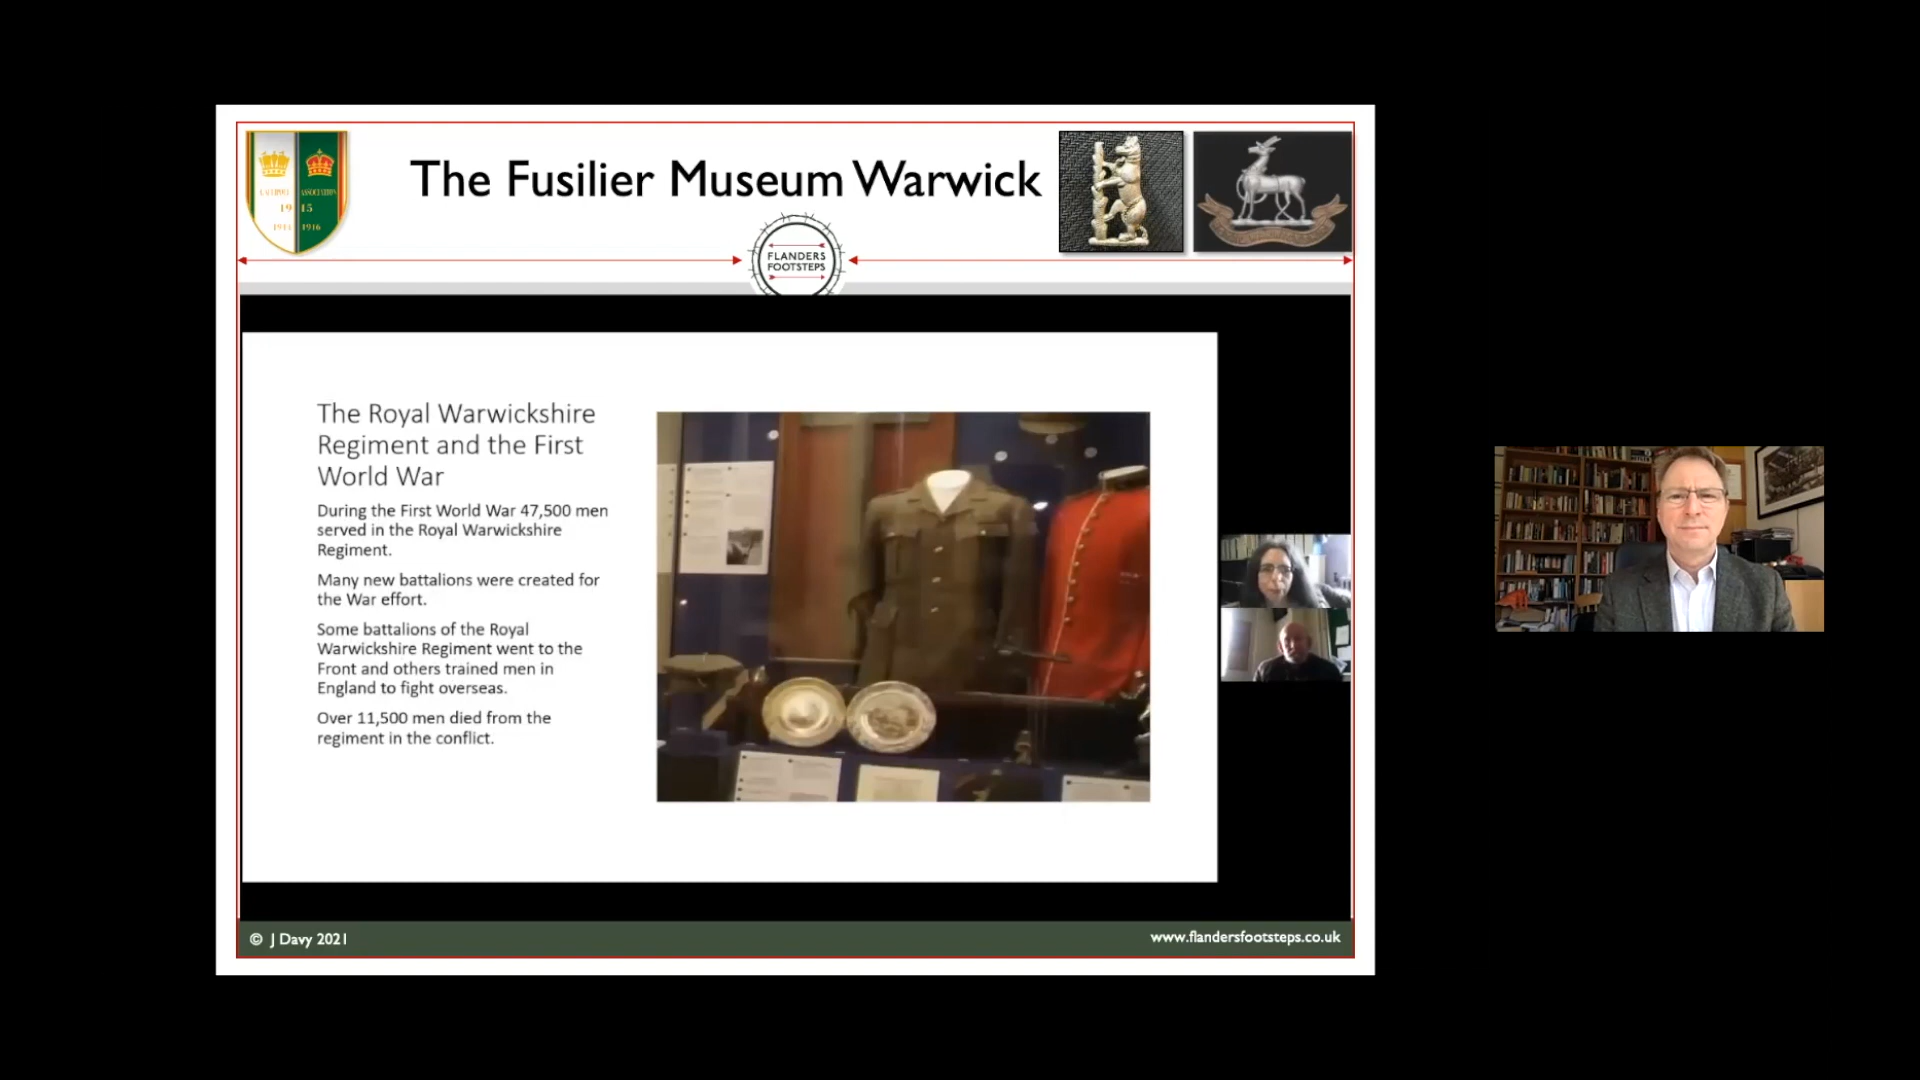 The Fusilier Museum Warwick
19 15
1916
FLANDERS
FOOTSTEPS
The Royal Warwickshire
Regiment and the First
World War
During the First World War 47,500 men
served in the Royal Warwickshire
Regiment.
Many new battalions were created for
the War effort.
Some battalions of the Royal
Warwickshire Regiment went to the
Front and others trained men in
England to fight overseas.
Over 11,500 men died from the
regiment in the conflict.
© J Davy 2021
www.flandersfootsteps.co.uk